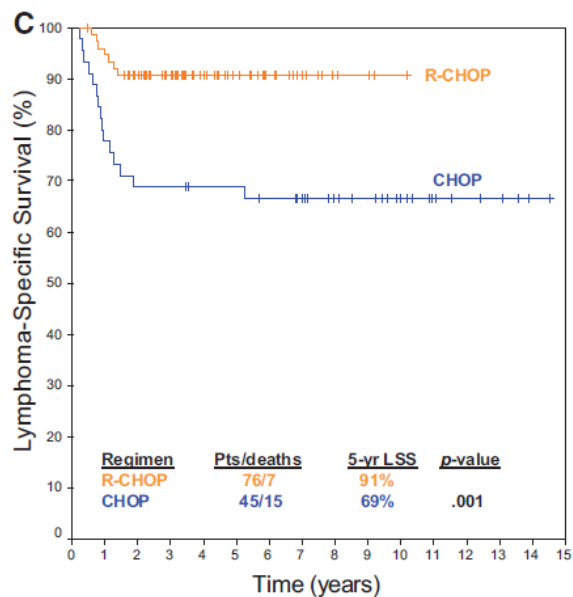 C
Lymphoma-Specific Survival (%)
100
90
80
70
60
50
40
30
20
10
0
R-CHOP
CHOP
Regimen Pts/deaths 5-yr LSS p-value
R-CHOP 76/7 91%
CHOP 45/15 69% .001
0 1 2 3 4 5 6 7 8 9 10 11 12 13 14 15
Time (years)